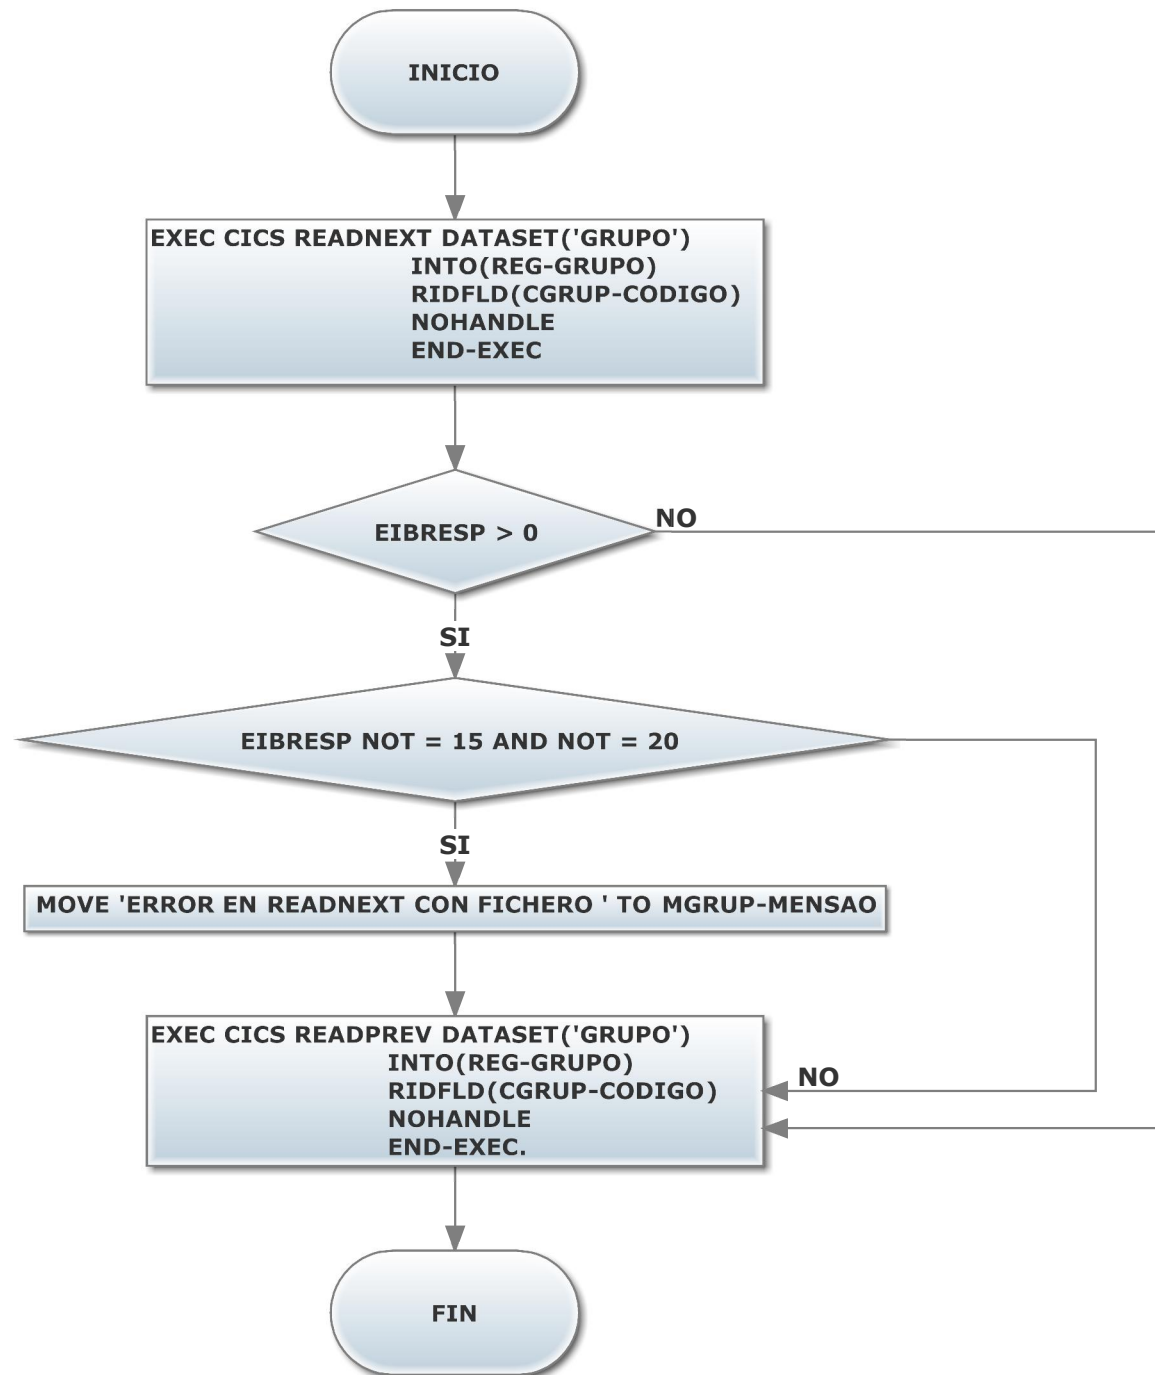 INICIO
EXEC CICS READNEXT DATASET('GRUPO')
INTO(REG-GRUPO)
RIDFLD(CGRUP-CODIGO)
NOHANDLE
END-EXEC
EIBRESP > 0
NO
SI
EIBRESP NOT = 15 AND NOT = 20
SI
MOVE 'ERROR EN READNEXT CON FICHERO ' TO MGRUP-MENSAO
EXEC CICS READPREV DATASET('GRUPO')
INTO(REG-GRUPO)
RIDFLD(CGRUP-CODIGO)
NOHANDLE
END-EXEC.
NO
FIN